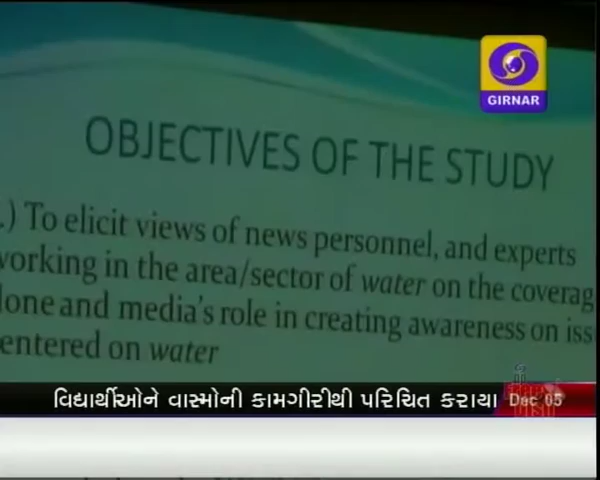 GIRNAR
OBJECTIVES OF THE STUDY
.) To elicit views of news personnel, and experts
working in the area/sector of water on the coverag
lone and media's role in creating awareness on iss
entered on water
વિદ્યાર્થીઓને વાસ્મોની કામગીરીથી પરિચિત કરાયા
Dec 05